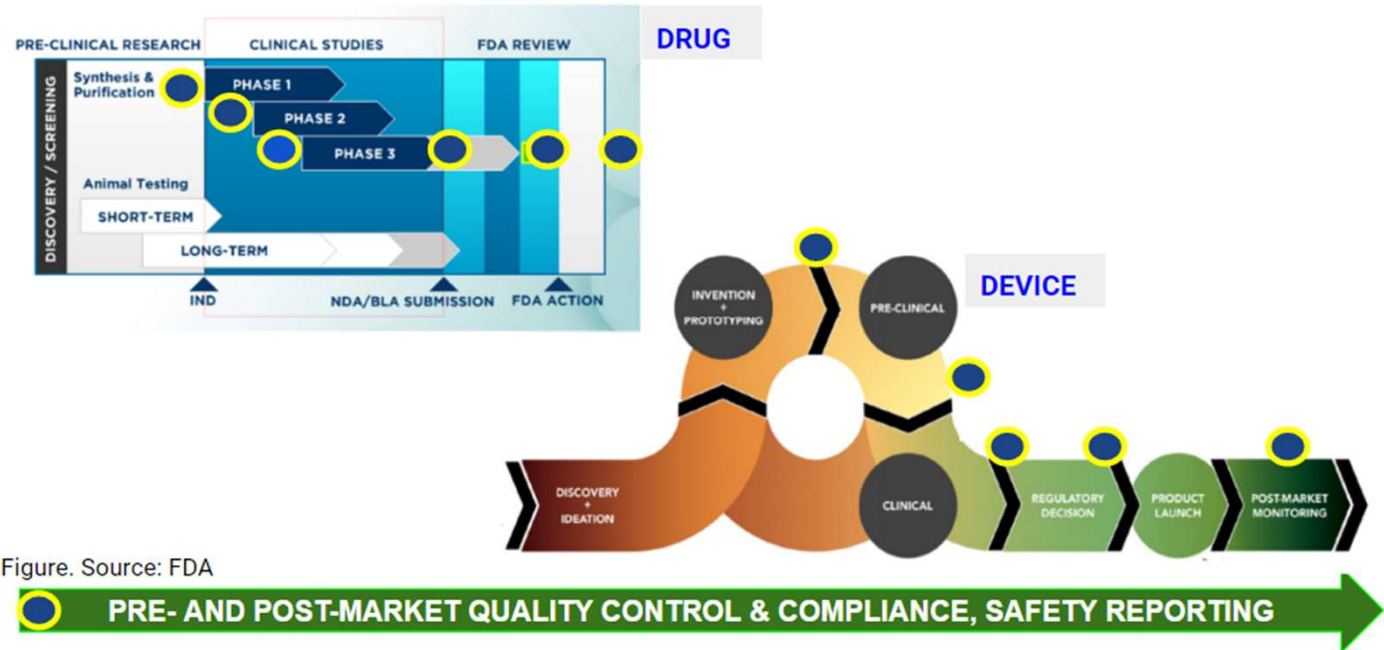 DRUG
PRE-CLINICAL RESEARCH
CLINICAL STUDIES
FDA REVIEW
DISCOVERY / SCREENING
Synthesis &
Purification
PHASE 1
PHASE 2
PHASE 3
Animal Testing
SHORT-TERM
LONG-TERM
IND
NDA/BLA SUBMISSION
FDA ACTION
DEVICE
INVENTION
+
PROTOTYPING
PRE-CLINICAL
DISCOVERY
+
IDEATION
CLINICAL
REGULATORY
DECISION
PRODUCT
LAUNCH
POST-MARKET
MONITORING
Figure. Source: FDA
PRE- AND POST-MARKET QUALITY CONTROL & COMPLIANCE, SAFETY REPORTING